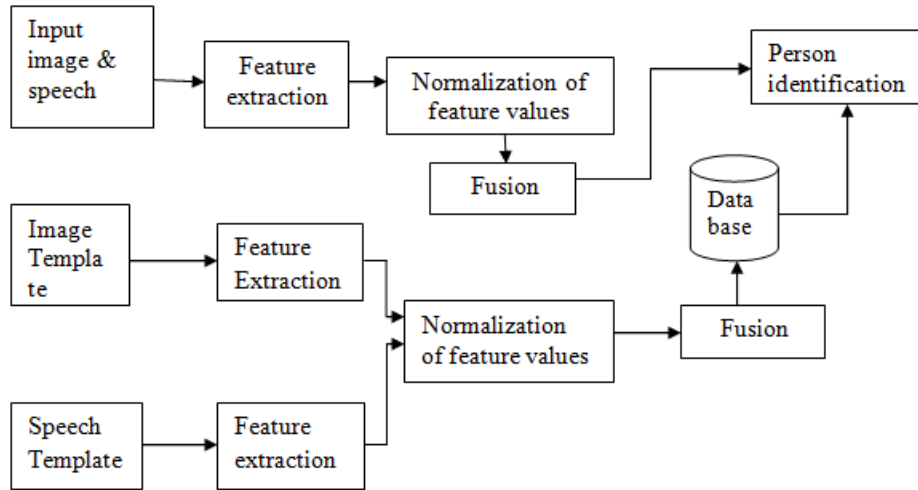 Input
image &
speech
Feature
extraction
Normalization of
feature values
Fusion
Person
identification
Image
Templa
te
Feature
Extraction
Normalization
of feature values
Fusion
Data
base
Speech
Template
Feature
extraction